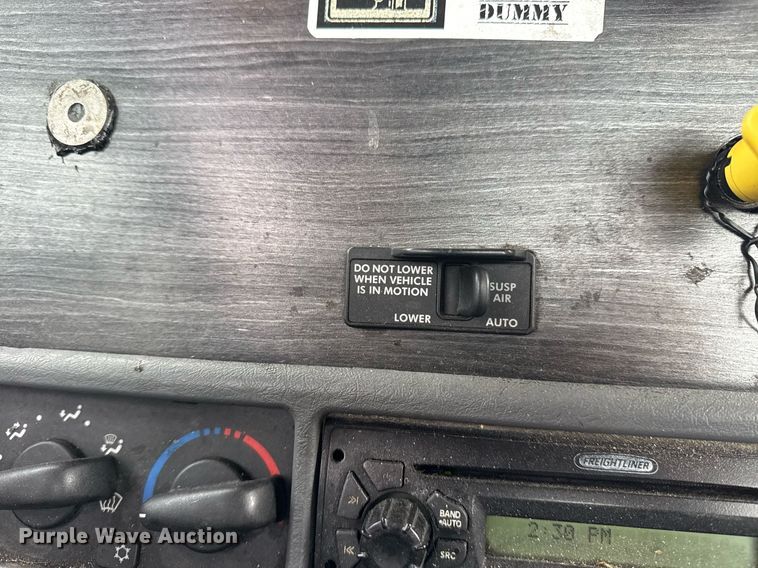 DUMMY
DO NOT LOWER
WHEN VEHICLE
IS IN MOTION
SUSP
AIR
LOWER
AUTO
FREIGHTLINER
BAND
•AUTO
SRC
2:30 PM
Purple Wave Auction